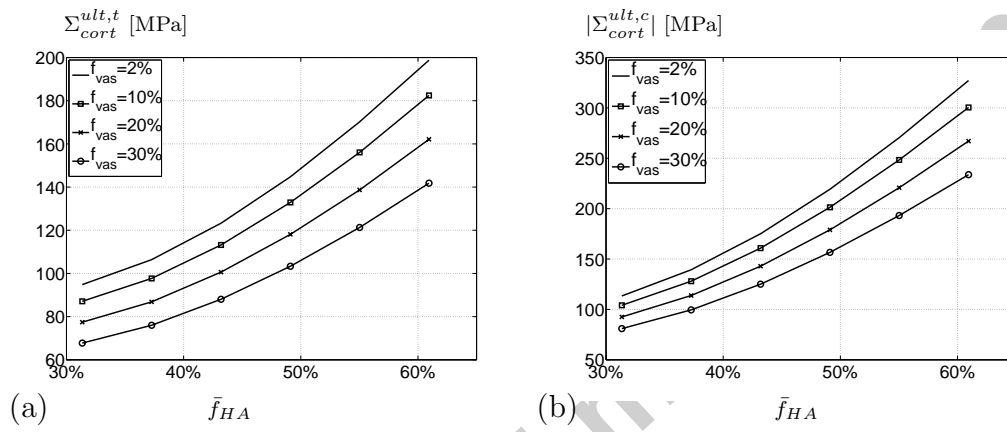 Σ_cort^ult,t [MPa]
200
180
160
140
120
100
80
60
30% 40% 50% 60%
f_vas=2%
f_vas=10%
f_vas=20%
f_vas=30%
(a) f̄_HA
|Σ_cort^ult,c| [MPa]
350
300
250
200
150
100
50
30% 40% 50% 60%
f_vas=2%
f_vas=10%
f_vas=20%
f_vas=30%
(b) f̄_HA